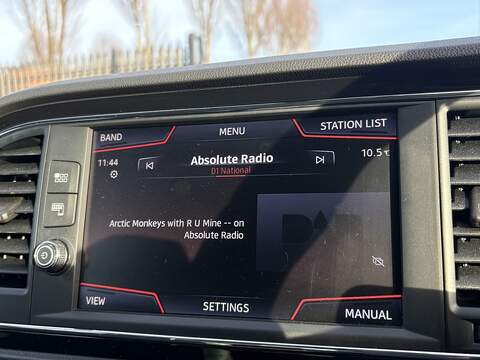 BAND
MENU
STATION LIST
11:44
Absolute Radio
10.5°C
D1 National
Arctic Monkeys with R U Mine -- on
Absolute Radio
DAB
VIEW
SETTINGS
MANUAL